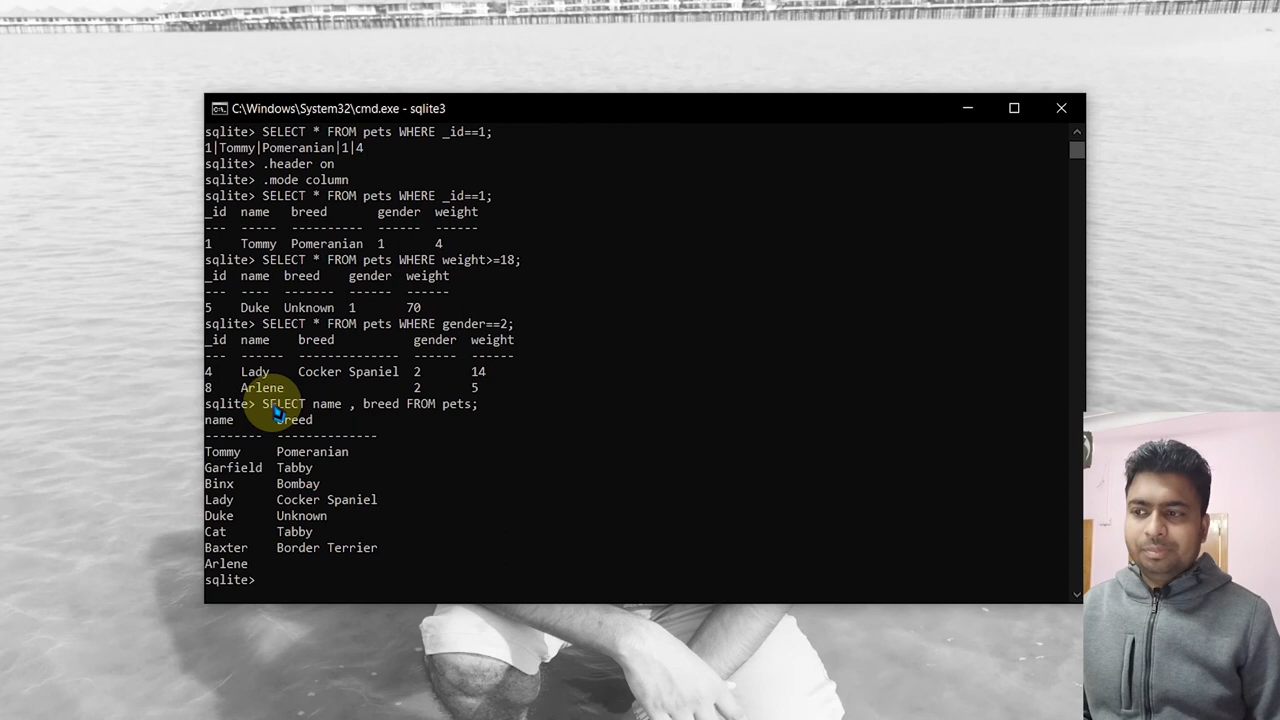 C:\Windows\System32\cmd.exe - sqlite3
sqlite> SELECT * FROM pets WHERE _id==1;
1|Tommy|Pomeranian|1|4
sqlite> .header on
sqlite> .mode column
sqlite> SELECT * FROM pets WHERE _id==1;
_id  name   breed       gender  weight
---  -----  ----------  ------  ------
1    Tommy  Pomeranian  1       4
sqlite> SELECT * FROM pets WHERE weight>=18;
_id  name  breed    gender  weight
---  ----  -------  ------  ------
5    Duke  Unknown  1       70
sqlite> SELECT * FROM pets WHERE gender==2;
_id  name    breed           gender  weight
---  ------  --------------  ------  ------
4    Lady    Cocker Spaniel  2       14
8    Arlene                  2       5
sqlite> SELECT name , breed FROM pets;
name      breed
--------  --------------
Tommy     Pomeranian
Garfield  Tabby
Binx      Bombay
Lady      Cocker Spaniel
Duke      Unknown
Cat       Tabby
Baxter    Border Terrier
Arlene
sqlite>